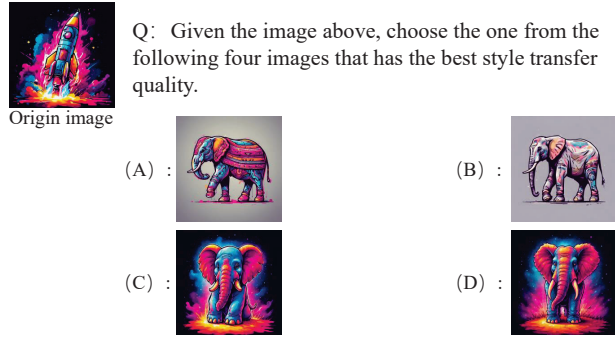 Q: Given the image above, choose the one from the
following four images that has the best style transfer
quality.
Origin image
(A) :
(B) :
(C) :
(D) :